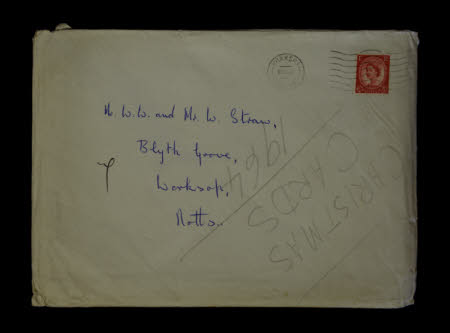 Mr. W.W. and Mr. W. Straw,
Blyth Grove,
Worksop,
Notts.
1964
CHRISTMAS
CARDS